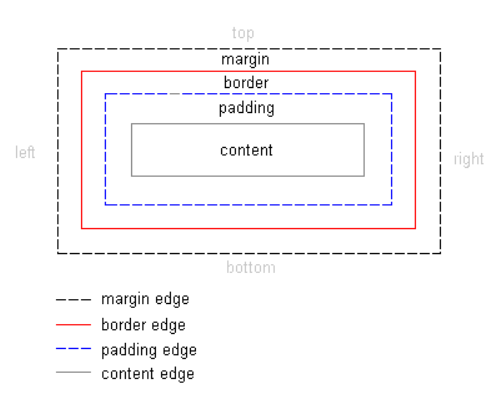 top
margin
border
padding
left
content
right
bottom
margin edge
border edge
padding edge
content edge